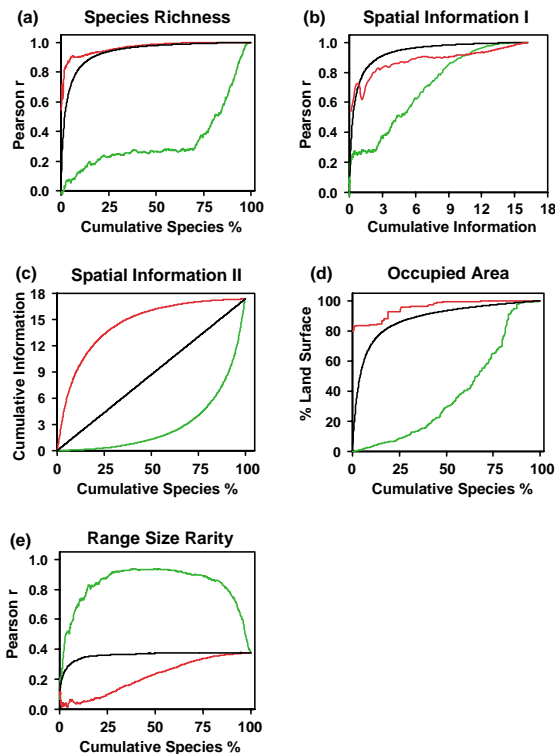 (a) Species Richness
Pearson r
1.0
0.8
0.6
0.4
0.2
0.0
0 25 50 75 100
Cumulative Species %
(b) Spatial Information I
Pearson r
1.0
0.8
0.6
0.4
0.2
0.0
0 3 6 9 12 15 18
Cumulative Information
(c) Spatial Information II
Cumulative Information
18
15
12
9
6
3
0
0 25 50 75 100
Cumulative Species %
(d) Occupied Area
% Land Surface
100
80
60
40
20
0
0 25 50 75 100
Cumulative Species %
(e) Range Size Rarity
Pearson r
1.0
0.8
0.6
0.4
0.2
0.0
0 25 50 75 100
Cumulative Species %